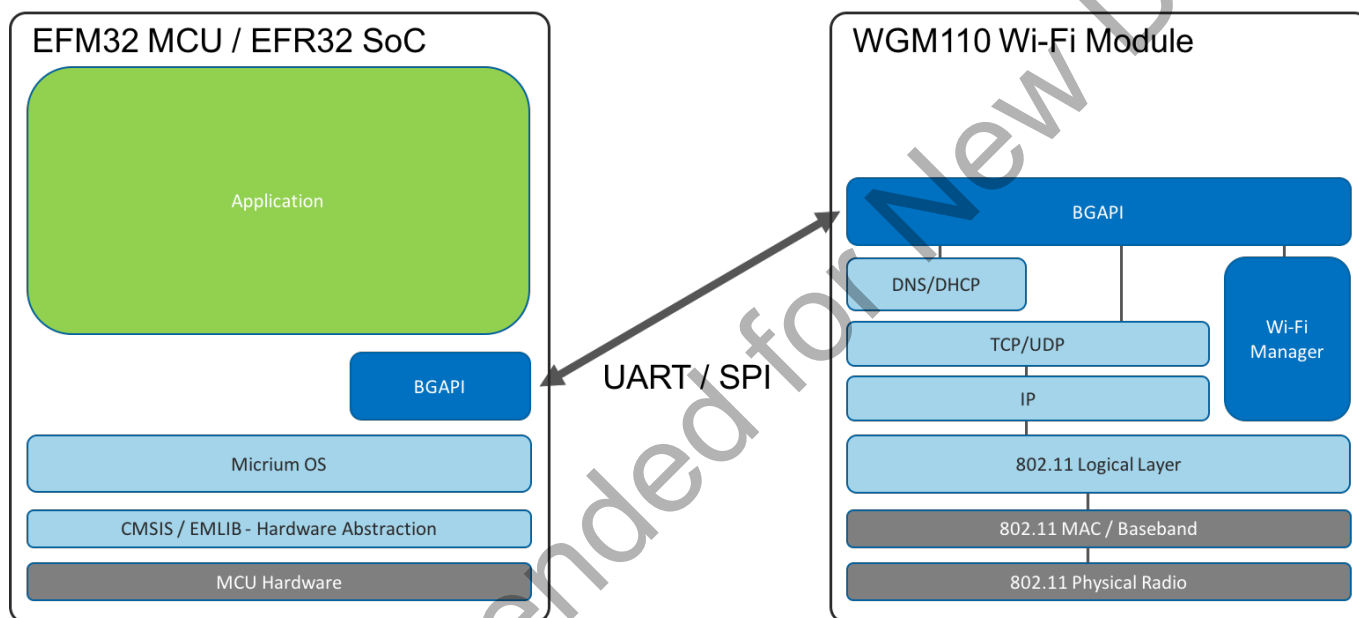 EFM32 MCU / EFR32 SoC
Application
BGAPI
Micrium OS
CMSIS / EMLIB - Hardware Abstraction
MCU Hardware
UART / SPI
WGM110 Wi-Fi Module
BGAPI
DNS/DHCP
TCP/UDP
IP
Wi-Fi
Manager
802.11 Logical Layer
802.11 MAC / Baseband
802.11 Physical Radio
ended for New D